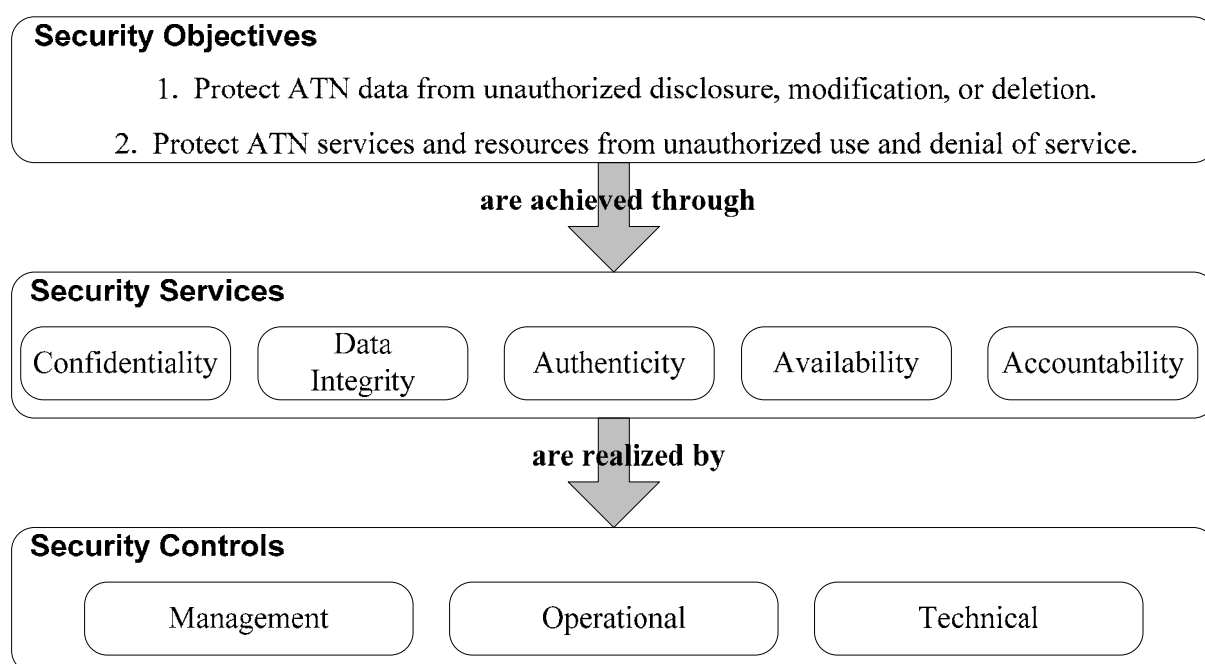 Security Objectives
1. Protect ATN data from unauthorized disclosure, modification, or deletion.
2. Protect ATN services and resources from unauthorized use and denial of service.
are achieved through
Security Services
Confidentiality
Data
Integrity
Authenticity
Availability
Accountability
are realized by
Security Controls
Management
Operational
Technical